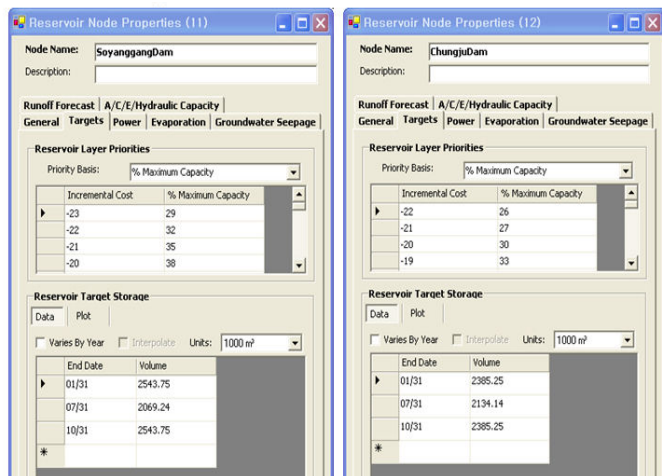 Reservoir Node Properties (11)
Node Name: SoyanggangDam
Description:
Runoff Forecast A/C/E/Hydraulic Capacity
General Targets Power Evaporation Groundwater Seepage
Reservoir Layer Priorities
Priority Basis: % Maximum Capacity
Incremental Cost % Maximum Capacity
-23 29
-22 32
-21 35
-20 38
Reservoir Target Storage
Data Plot
Varies By Year Interpolate Units: 1000 m³
End Date Volume
01/31 2543.75
07/31 2069.24
10/31 2543.75
Reservoir Node Properties (12)
Node Name: ChungjuDam
Description:
Runoff Forecast A/C/E/Hydraulic Capacity
General Targets Power Evaporation Groundwater Seepage
Reservoir Layer Priorities
Priority Basis: % Maximum Capacity
Incremental Cost % Maximum Capacity
-22 26
-21 27
-20 30
-19 33
Reservoir Target Storage
Data Plot
Varies By Year Interpolate Units: 1000 m³
End Date Volume
01/31 2385.25
07/31 2134.14
10/31 2385.25